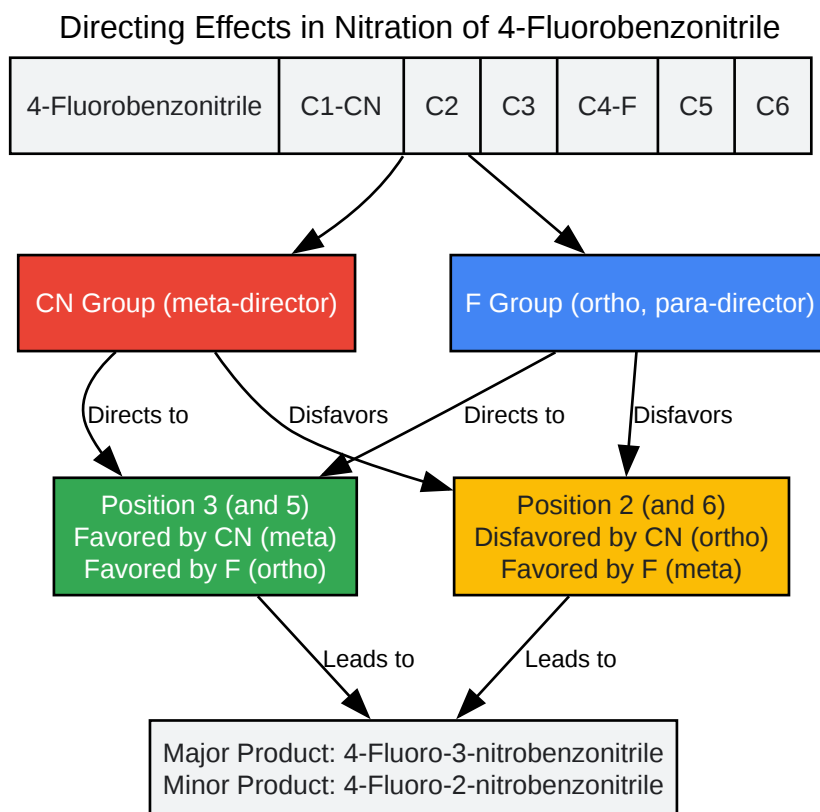 Directing Effects in Nitration of 4-Fluorobenzonitrile
4-Fluorobenzonitrile C1-CN C2 C3 C4-F C5 C6
CN Group (meta-director)
F Group (ortho, para-director)
Directs to
Disfavors
Directs to
Disfavors
Position 3 (and 5)
Favored by CN (meta)
Favored by F (ortho)
Position 2 (and 6)
Disfavored by CN (ortho)
Favored by F (meta)
Leads to
Leads to
Major Product: 4-Fluoro-3-nitrobenzonitrile
Minor Product: 4-Fluoro-2-nitrobenzonitrile